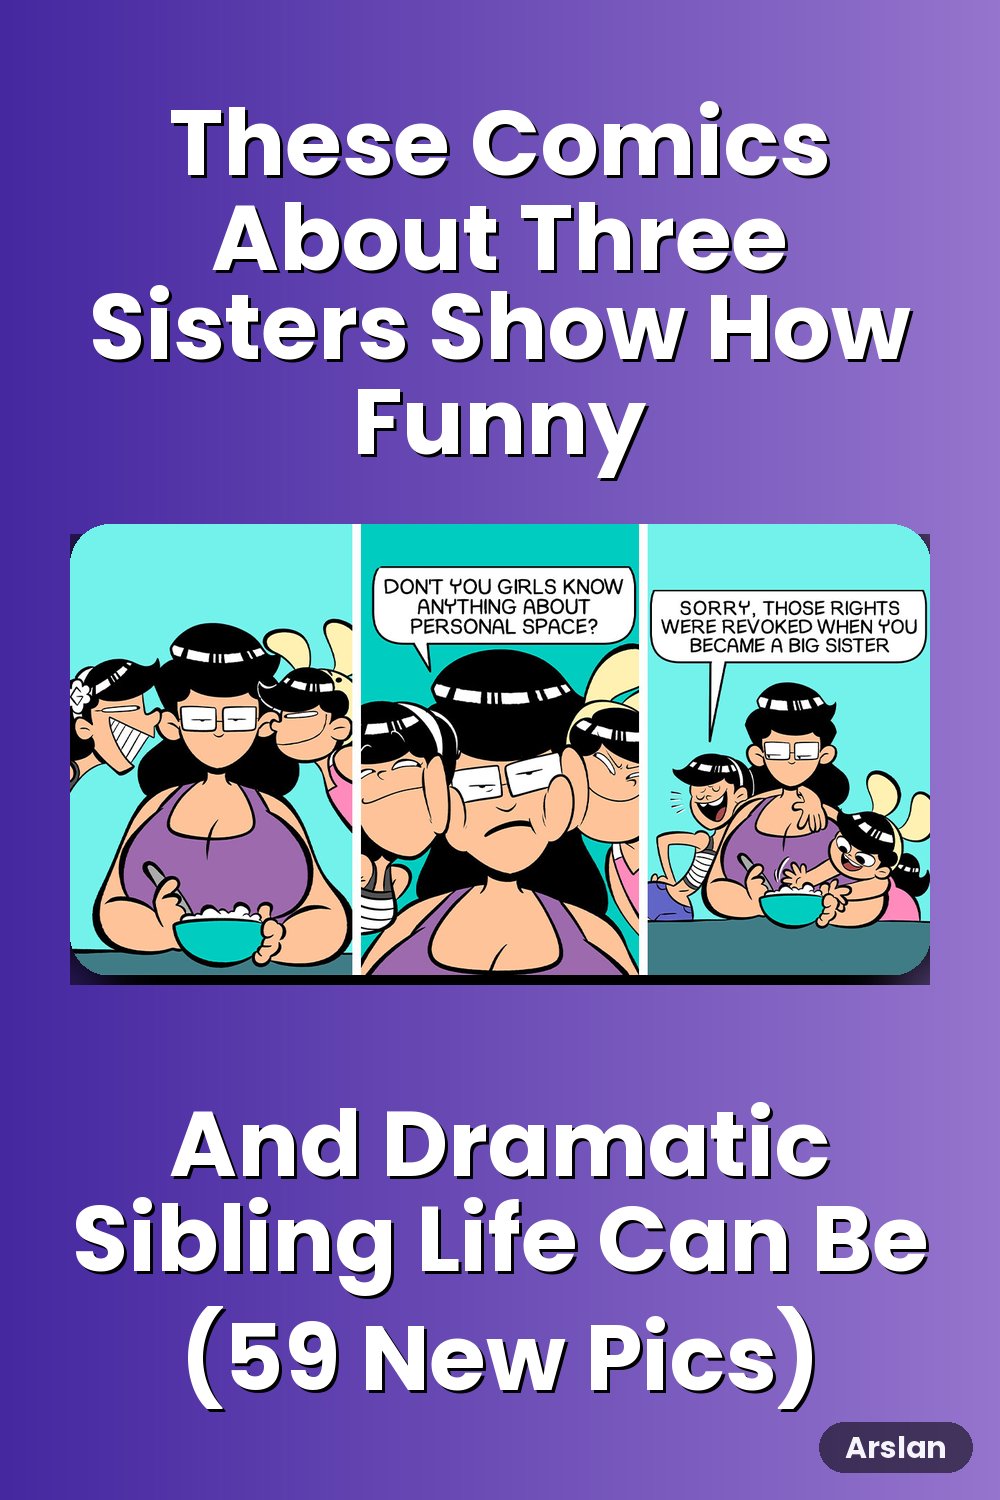 These Comics
About Three
Sisters Show How
Funny
DON'T YOU GIRLS KNOW
ANYTHING ABOUT
PERSONAL SPACE?
SORRY, THOSE RIGHTS
WERE REVOKED WHEN YOU
BECAME A BIG SISTER
And Dramatic
Sibling Life Can Be
(59 New Pics)
Arslan